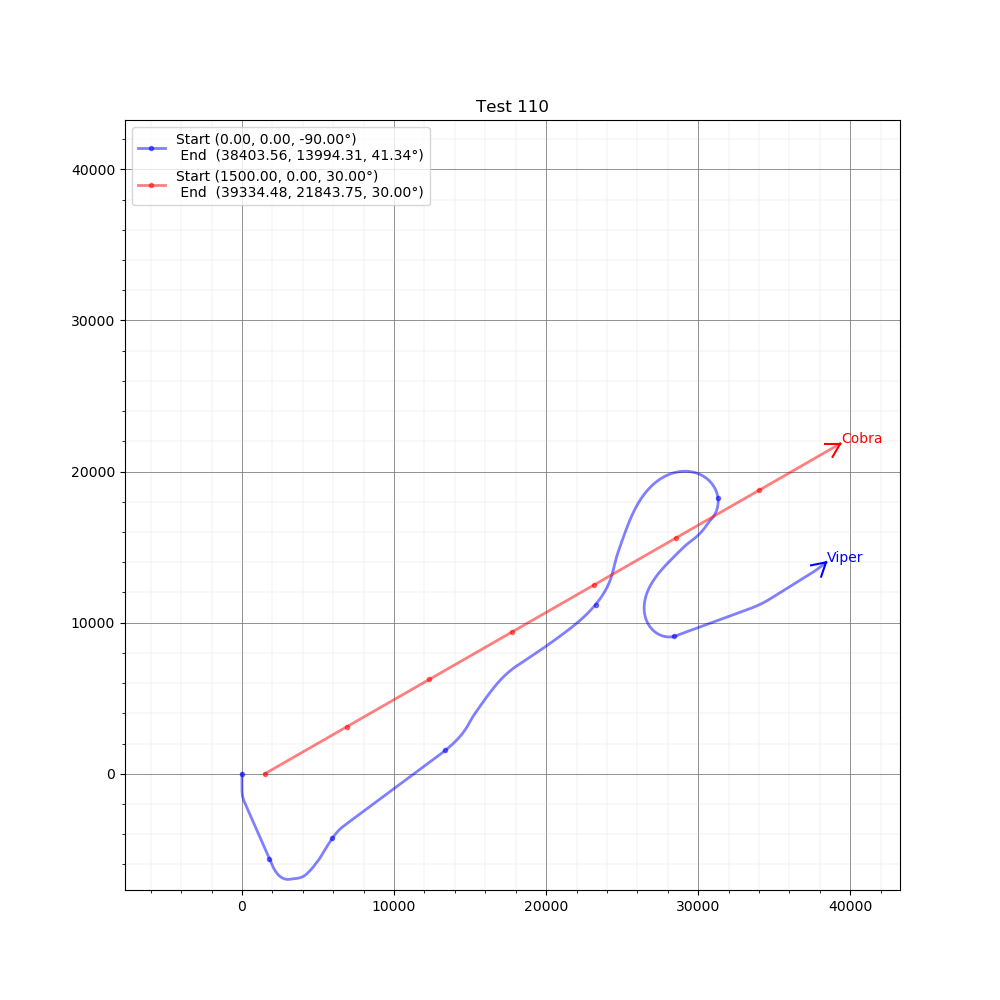 Test 110
Start (0.00, 0.00, -90.00°)
End (38403.56, 13994.31, 41.34°)
Start (1500.00, 0.00, 30.00°)
End (39334.48, 21843.75, 30.00°)
40000
30000
20000
10000
0
Cobra
Viper
0 10000 20000 30000 40000